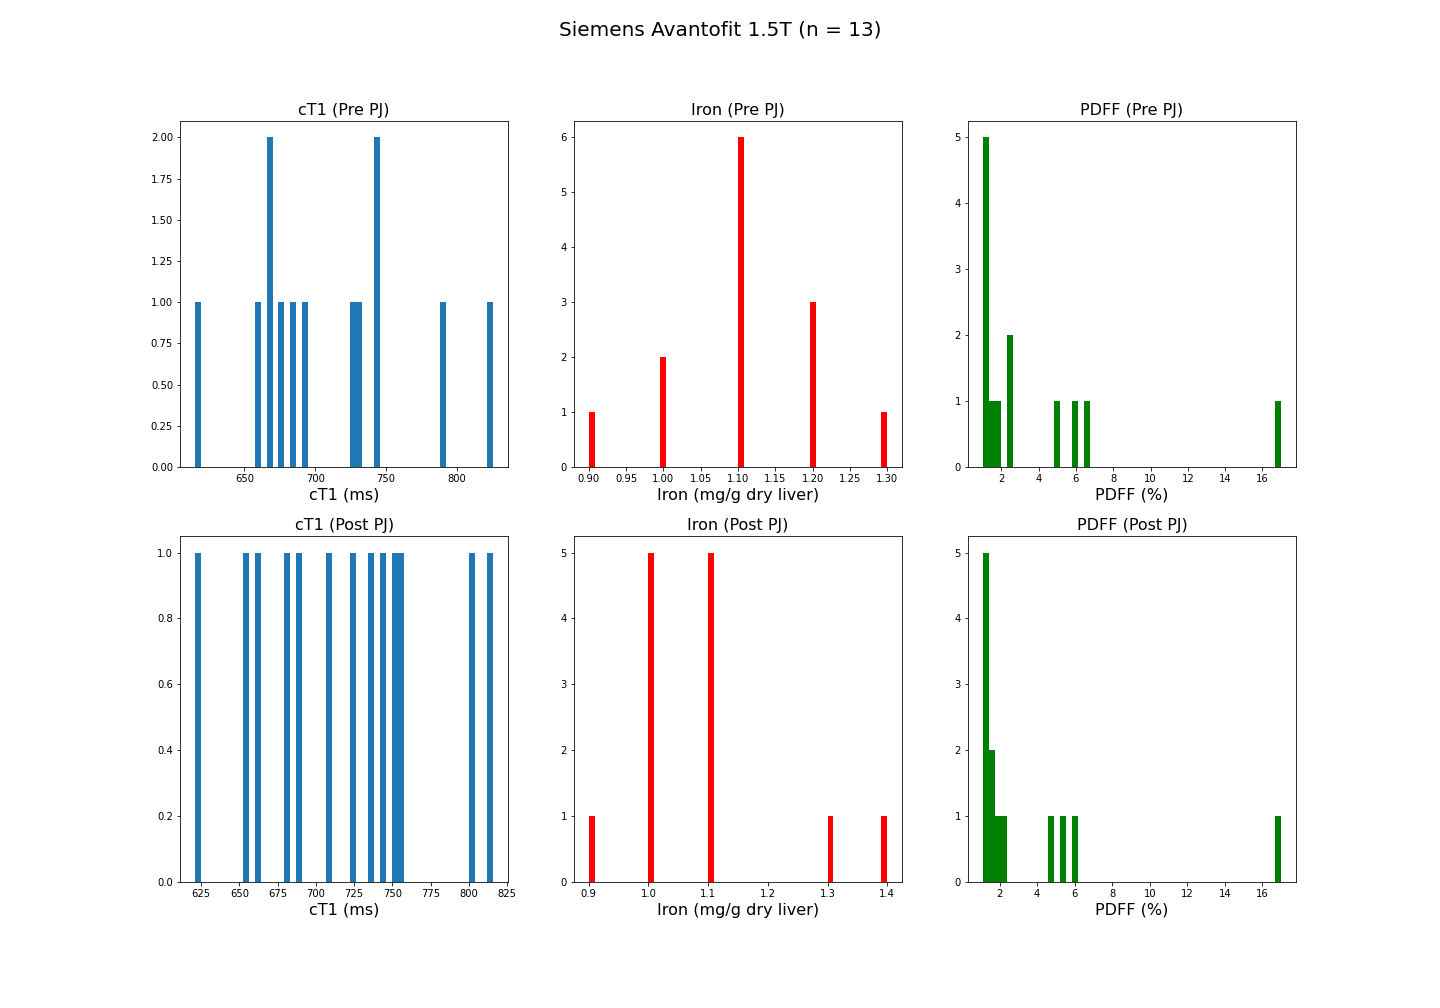 Siemens Avantofit 1.5T (n = 13)
cT1 (Pre PJ)
2.00
1.75
1.50
1.25
1.00
0.75
0.50
0.25
0.00
650 700 750 800
cT1 (ms)
Iron (Pre PJ)
6
5
4
3
2
1
0
0.90 0.95 1.00 1.05 1.10 1.15 1.20 1.25 1.30
Iron (mg/g dry liver)
PDFF (Pre PJ)
5
4
3
2
1
0
2 4 6 8 10 12 14 16
PDFF (%)
cT1 (Post PJ)
1.0
0.8
0.6
0.4
0.2
0.0
625 650 675 700 725 750 775 800 825
cT1 (ms)
Iron (Post PJ)
5
4
3
2
1
0
0.9 1.0 1.1 1.2 1.3 1.4
Iron (mg/g dry liver)
PDFF (Post PJ)
5
4
3
2
1
0
2 4 6 8 10 12 14 16
PDFF (%)